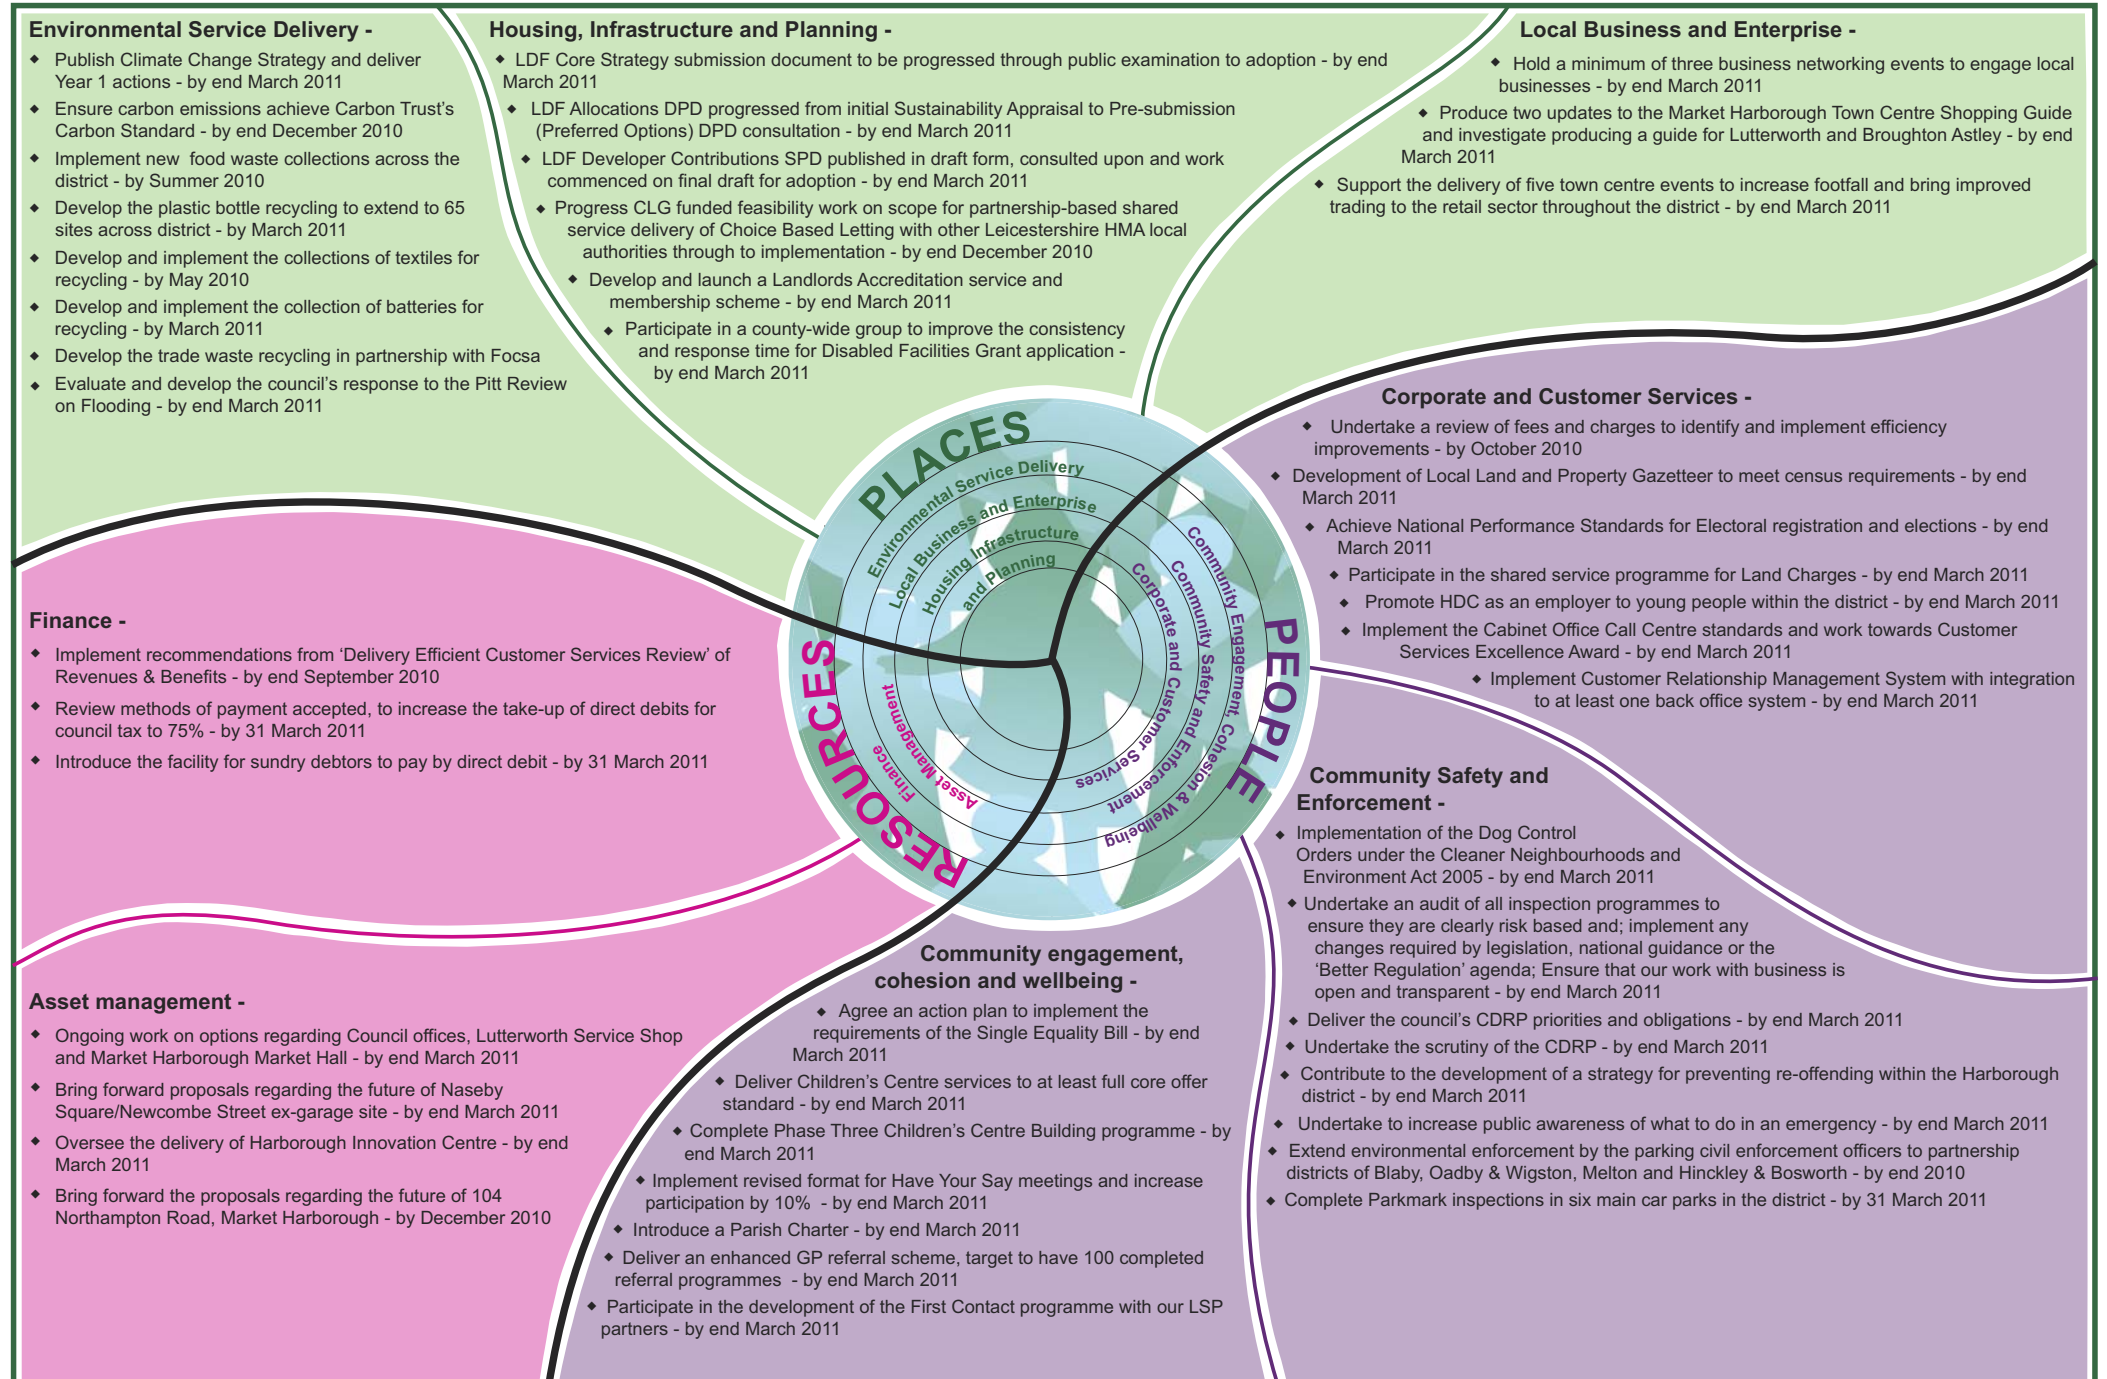 Environmental Service Delivery -
◆ Publish Climate Change Strategy and deliver
Year 1 actions - by end March 2011
◆ Ensure carbon emissions achieve Carbon Trust’s
Carbon Standard - by end December 2010
◆ Implement new  food waste collections across the
district - by Summer 2010
◆ Develop the plastic bottle recycling to extend to 65
sites across district - by March 2011
◆ Develop and implement the collections of textiles for
recycling - by May 2010
◆ Develop and implement the collection of batteries for
recycling - by March 2011
◆ Develop the trade waste recycling in partnership with Focsa
◆ Evaluate and develop the council’s response to the Pitt Review
on Flooding - by end March 2011
Housing, Infrastructure and Planning -
◆ LDF Core Strategy submission document to be progressed through public examination to adoption - by end
March 2011
◆ LDF Allocations DPD progressed from initial Sustainability Appraisal to Pre-submission
(Preferred Options) DPD consultation - by end March 2011
◆ LDF Developer Contributions SPD published in draft form, consulted upon and work
commenced on final draft for adoption - by end March 2011
◆ Progress CLG funded feasibility work on scope for partnership-based shared
service delivery of Choice Based Letting with other Leicestershire HMA local
authorities through to implementation - by end December 2010
◆ Develop and launch a Landlords Accreditation service and
membership scheme - by end March 2011
◆ Participate in a county-wide group to improve the consistency
and response time for Disabled Facilities Grant application -
by end March 2011
Local Business and Enterprise -
◆ Hold a minimum of three business networking events to engage local
businesses - by end March 2011
◆ Produce two updates to the Market Harborough Town Centre Shopping Guide
and investigate producing a guide for Lutterworth and Broughton Astley - by end
March 2011
◆ Support the delivery of five town centre events to increase footfall and bring improved
trading to the retail sector throughout the district - by end March 2011
Corporate and Customer Services -
◆ Undertake a review of fees and charges to identify and implement efficiency
improvements - by October 2010
◆ Development of Local Land and Property Gazetteer to meet census requirements - by end
March 2011
◆ Achieve National Performance Standards for Electoral registration and elections - by end
March 2011
◆ Participate in the shared service programme for Land Charges - by end March 2011
◆ Promote HDC as an employer to young people within the district - by end March 2011
◆ Implement the Cabinet Office Call Centre standards and work towards Customer
Services Excellence Award - by end March 2011
◆ Implement Customer Relationship Management System with integration
to at least one back office system - by end March 2011
PLACES
Environmental Service Delivery
Local Business and Enterprise
Housing Infrastructure
and Planning
PEOPLE
Community Engagement, Cohesion & Wellbeing
Community Safety and Enforcement
Corporate and Customer Services
RESOURCES
Finance
Asset Management
Finance -
◆ Implement recommendations from ‘Delivery Efficient Customer Services Review’ of
Revenues & Benefits - by end September 2010
◆ Review methods of payment accepted, to increase the take-up of direct debits for
council tax to 75% - by 31 March 2011
◆ Introduce the facility for sundry debtors to pay by direct debit - by 31 March 2011
Asset management -
◆ Ongoing work on options regarding Council offices, Lutterworth Service Shop
and Market Harborough Market Hall - by end March 2011
◆ Bring forward proposals regarding the future of Naseby
Square/Newcombe Street ex-garage site - by end March 2011
◆ Oversee the delivery of Harborough Innovation Centre - by end
March 2011
◆ Bring forward the proposals regarding the future of 104
Northampton Road, Market Harborough - by December 2010
Community engagement,
cohesion and wellbeing -
◆ Agree an action plan to implement the
requirements of the Single Equality Bill - by end
March 2011
◆ Deliver Children’s Centre services to at least full core offer
standard - by end March 2011
◆ Complete Phase Three Children’s Centre Building programme - by
end March 2011
◆ Implement revised format for Have Your Say meetings and increase
participation by 10%  - by end March 2011
◆ Introduce a Parish Charter - by end March 2011
◆ Deliver an enhanced GP referral scheme, target to have 100 completed
referral programmes  - by end March 2011
◆ Participate in the development of the First Contact programme with our LSP
partners - by end March 2011
Community Safety and
Enforcement -
◆ Implementation of the Dog Control
Orders under the Cleaner Neighbourhoods and
Environment Act 2005 - by end March 2011
◆ Undertake an audit of all inspection programmes to
ensure they are clearly risk based and; implement any
changes required by legislation, national guidance or the
‘Better Regulation’ agenda; Ensure that our work with business is
open and transparent - by end March 2011
◆ Deliver the council’s CDRP priorities and obligations - by end March 2011
◆ Undertake the scrutiny of the CDRP - by end March 2011
◆ Contribute to the development of a strategy for preventing re-offending within the Harborough
district - by end March 2011
◆ Undertake to increase public awareness of what to do in an emergency - by end March 2011
◆ Extend environmental enforcement by the parking civil enforcement officers to partnership
districts of Blaby, Oadby & Wigston, Melton and Hinckley & Bosworth - by end 2010
◆ Complete Parkmark inspections in six main car parks in the district - by 31 March 2011